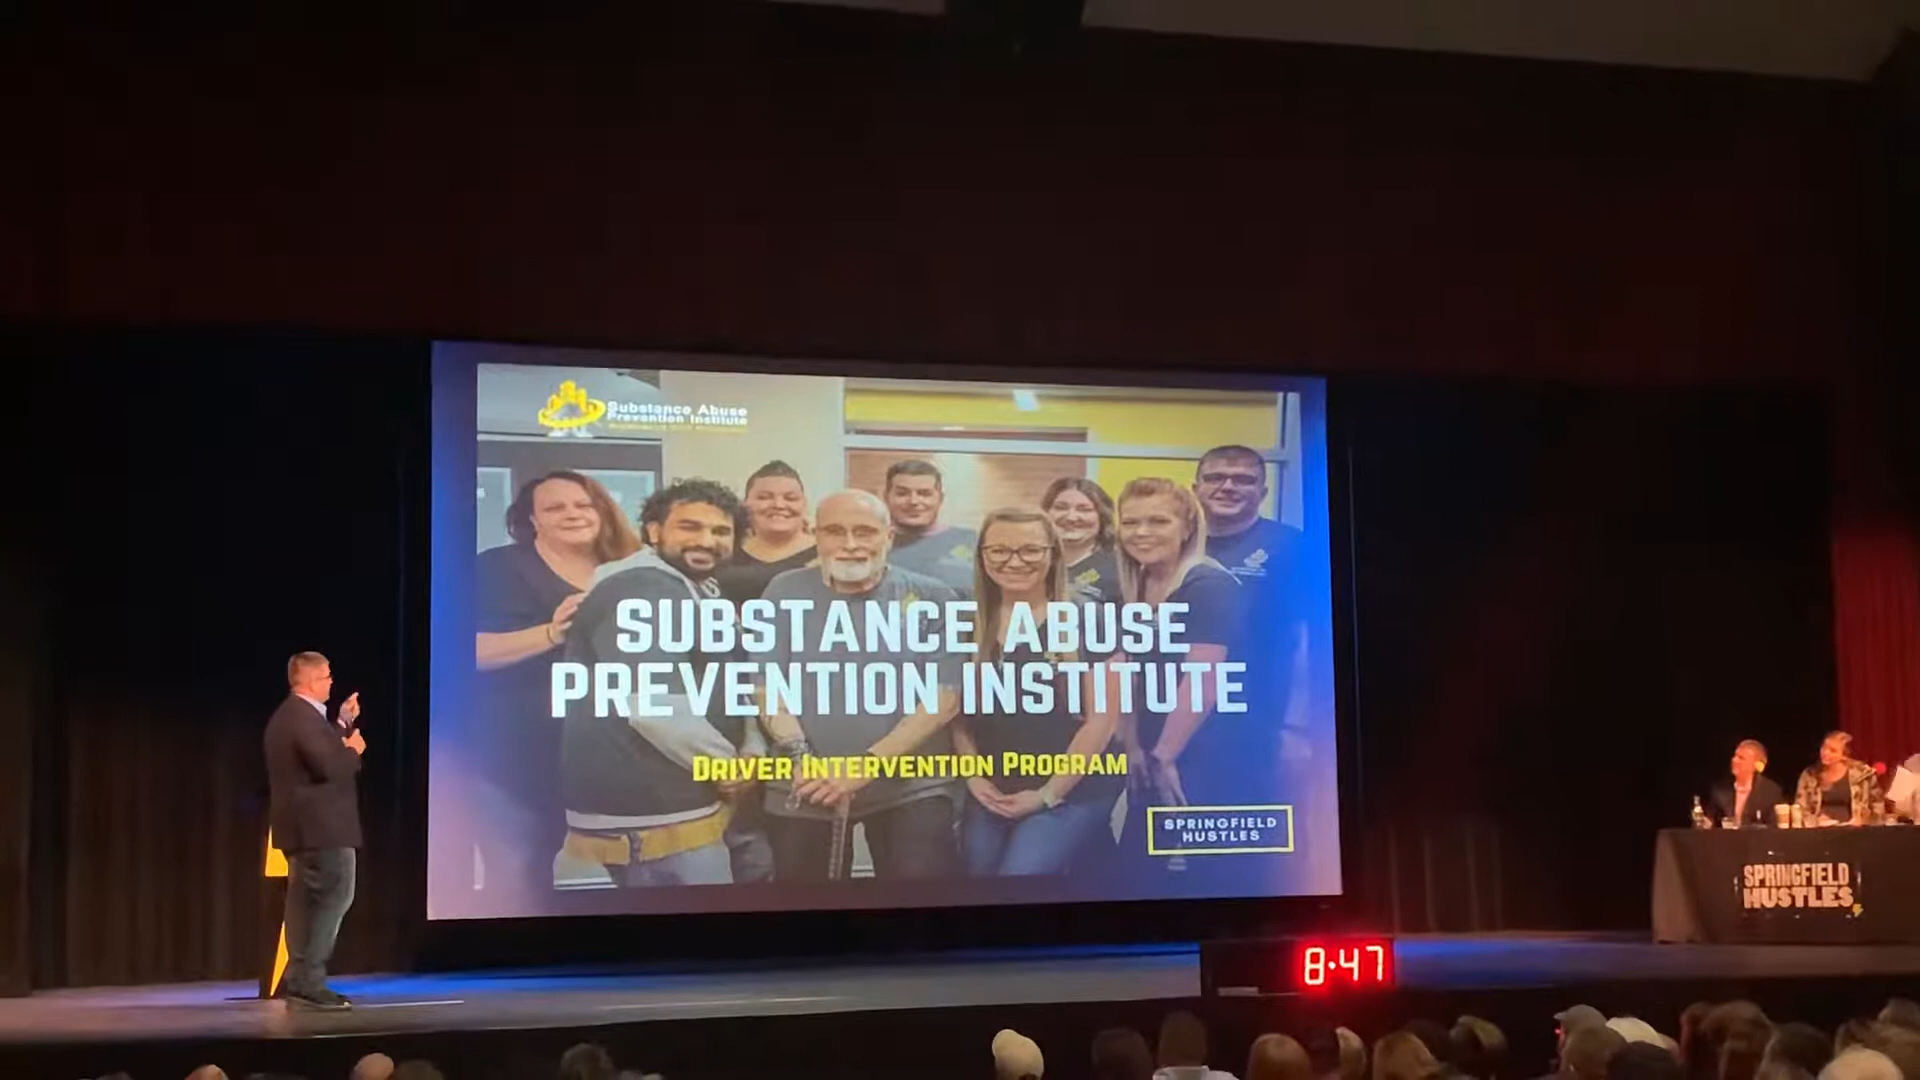 Substance Abuse
Prevention Institute
SUBSTANCE ABUSE
PREVENTION INSTITUTE
DRIVER INTERVENTION PROGRAM
SPRINGFIELD
HUSTLES
SPRINGFIELD
HUSTLES
8:47